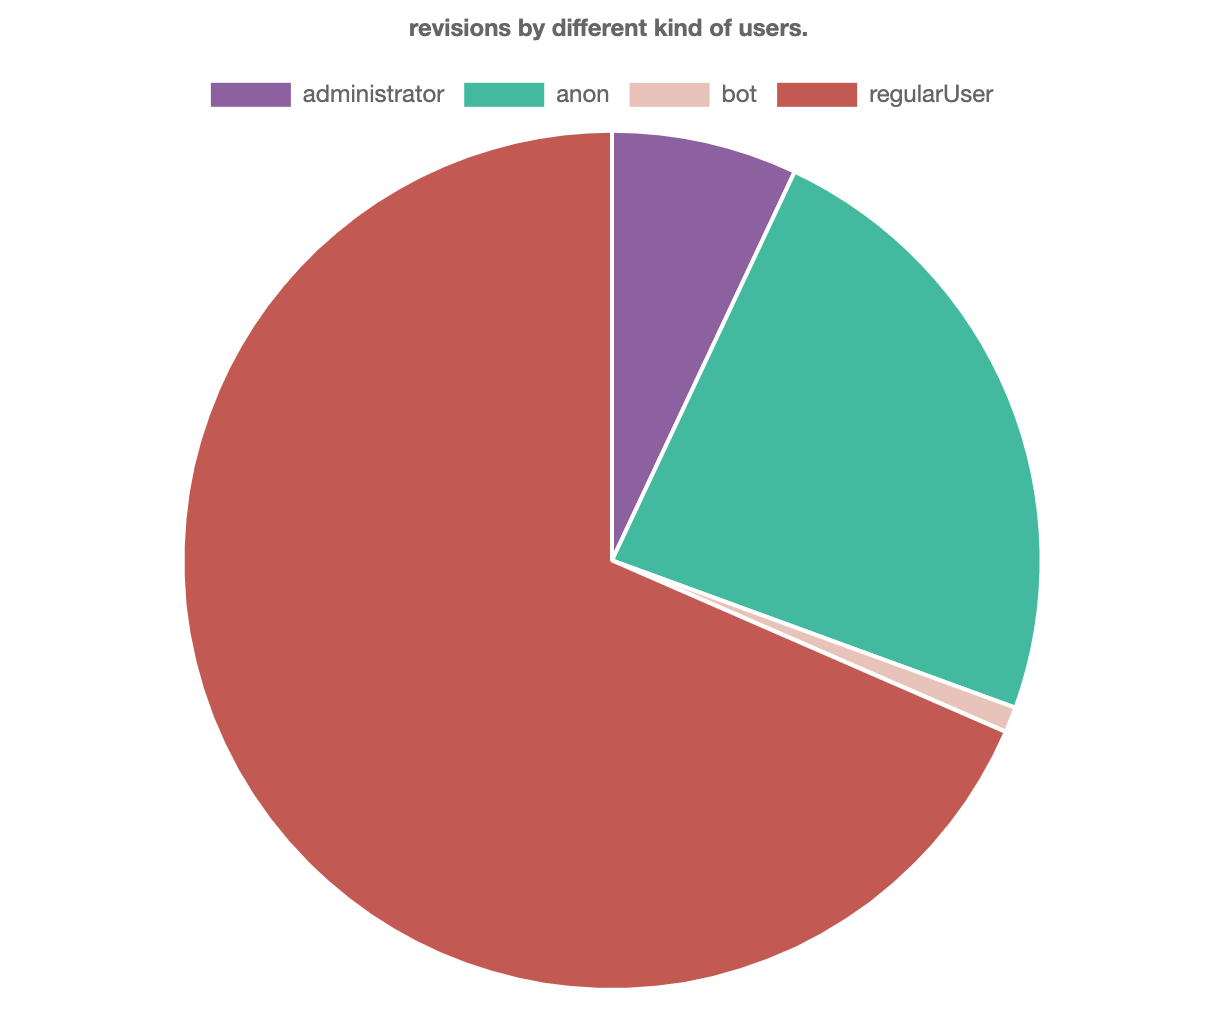 revisions by different kind of users.
administrator anon bot regularUser